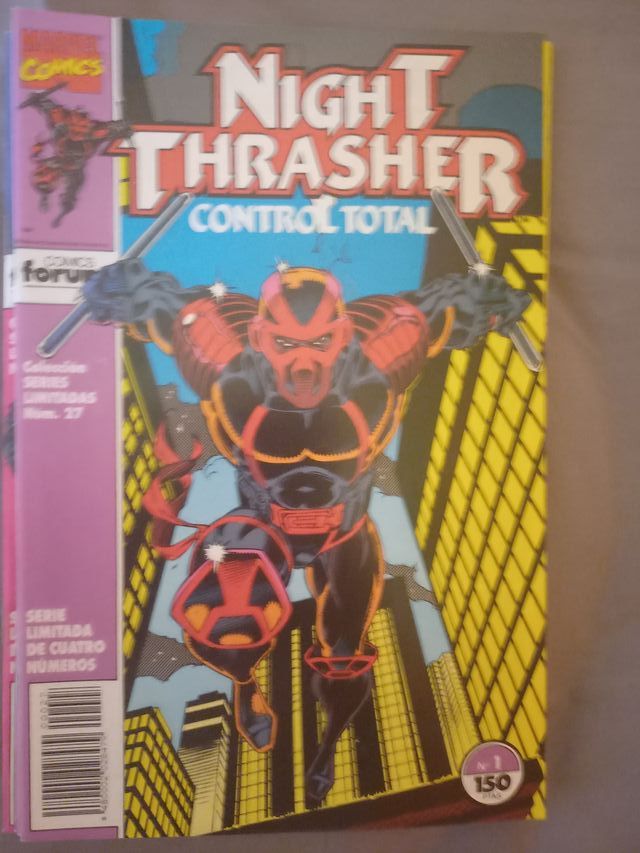 MARVEL
COMICS
NIGHT
THRASHER
CONTROL TOTAL
COMICS
forum
Colección
SERIES
LIMITADAS
Núm. 27
SERIE
LIMITADA
DE CUATRO
NÚMEROS
Nº 1
150
PTAS